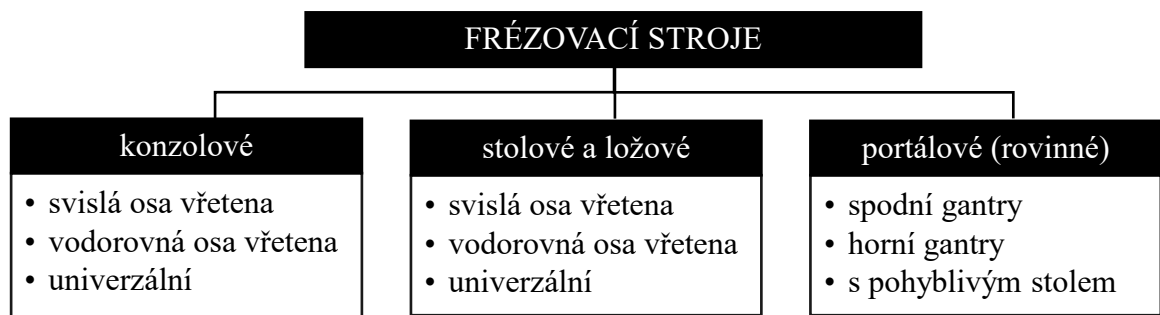 FRÉZOVACÍ STROJE
konzolové
• svislá osa vřetena
• vodorovná osa vřetena
• univerzální
stolové a ložové
• svislá osa vřetena
• vodorovná osa vřetena
• univerzální
portálové (rovinné)
• spodní gantry
• horní gantry
• s pohyblivým stolem